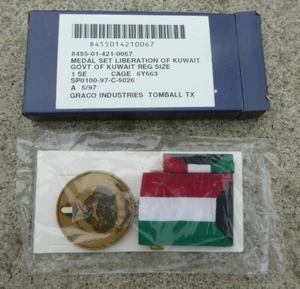 8455014210067
8455-01-421-0067
MEDAL SET LIBERATION OF KUWAIT
GOVT OF KUWAIT REG SIZE
1 SE CAGE 6Y663
SP0100-97-C-5026
A 5/97
GRACO INDUSTRIES TOMBALL TX